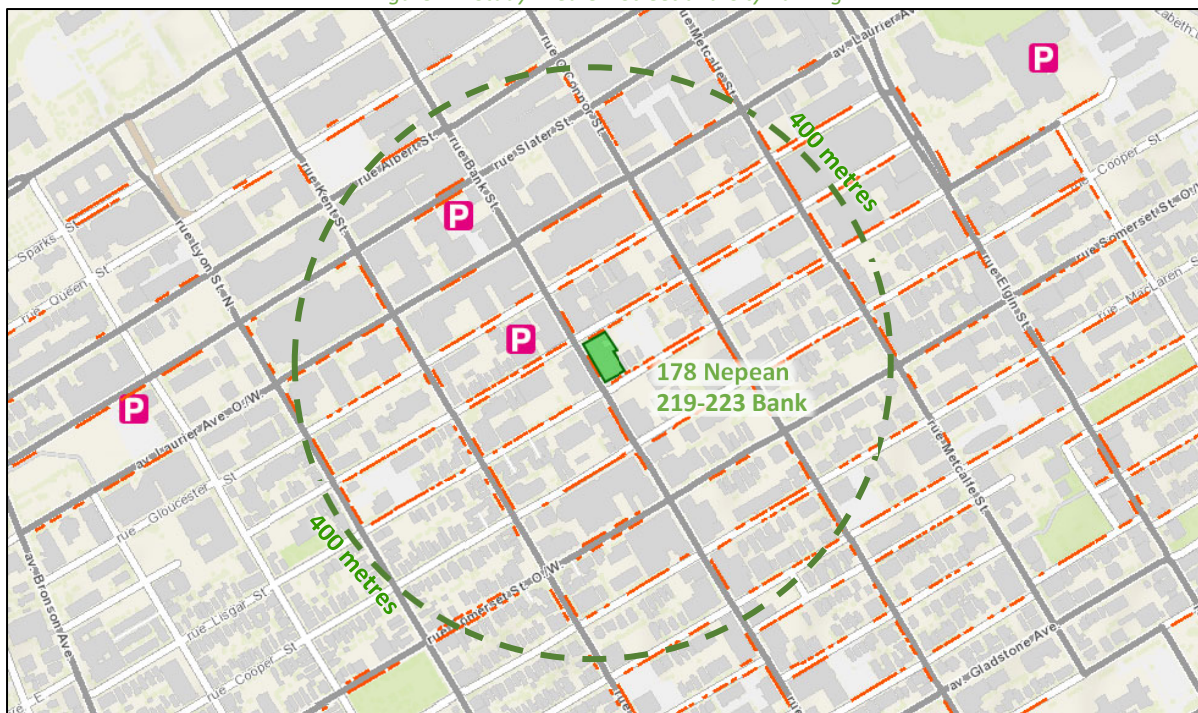 av. Laurier Av
rue Metcalfe St.
rue O'Connor St.
P
400 metres
rue Albert St.
rue Slater St.
rue Bank St.
rue Kent St.
P
rue Cooper St
rue Somerset St. O
rue MacLaren S
rue Elgin St.
Sparks S
rue Queen St
rue Lyon St. N
P
178 Nepean
219-223 Bank
P
av. Laurier Ave O./W.
rue Gloucester St
400 metres
rue Metcalfe St.
av. Bronson Ave.
rue Lisgar St
rue Cooper St
rue Somerset St. O./W.
av. Gladstone Ave.